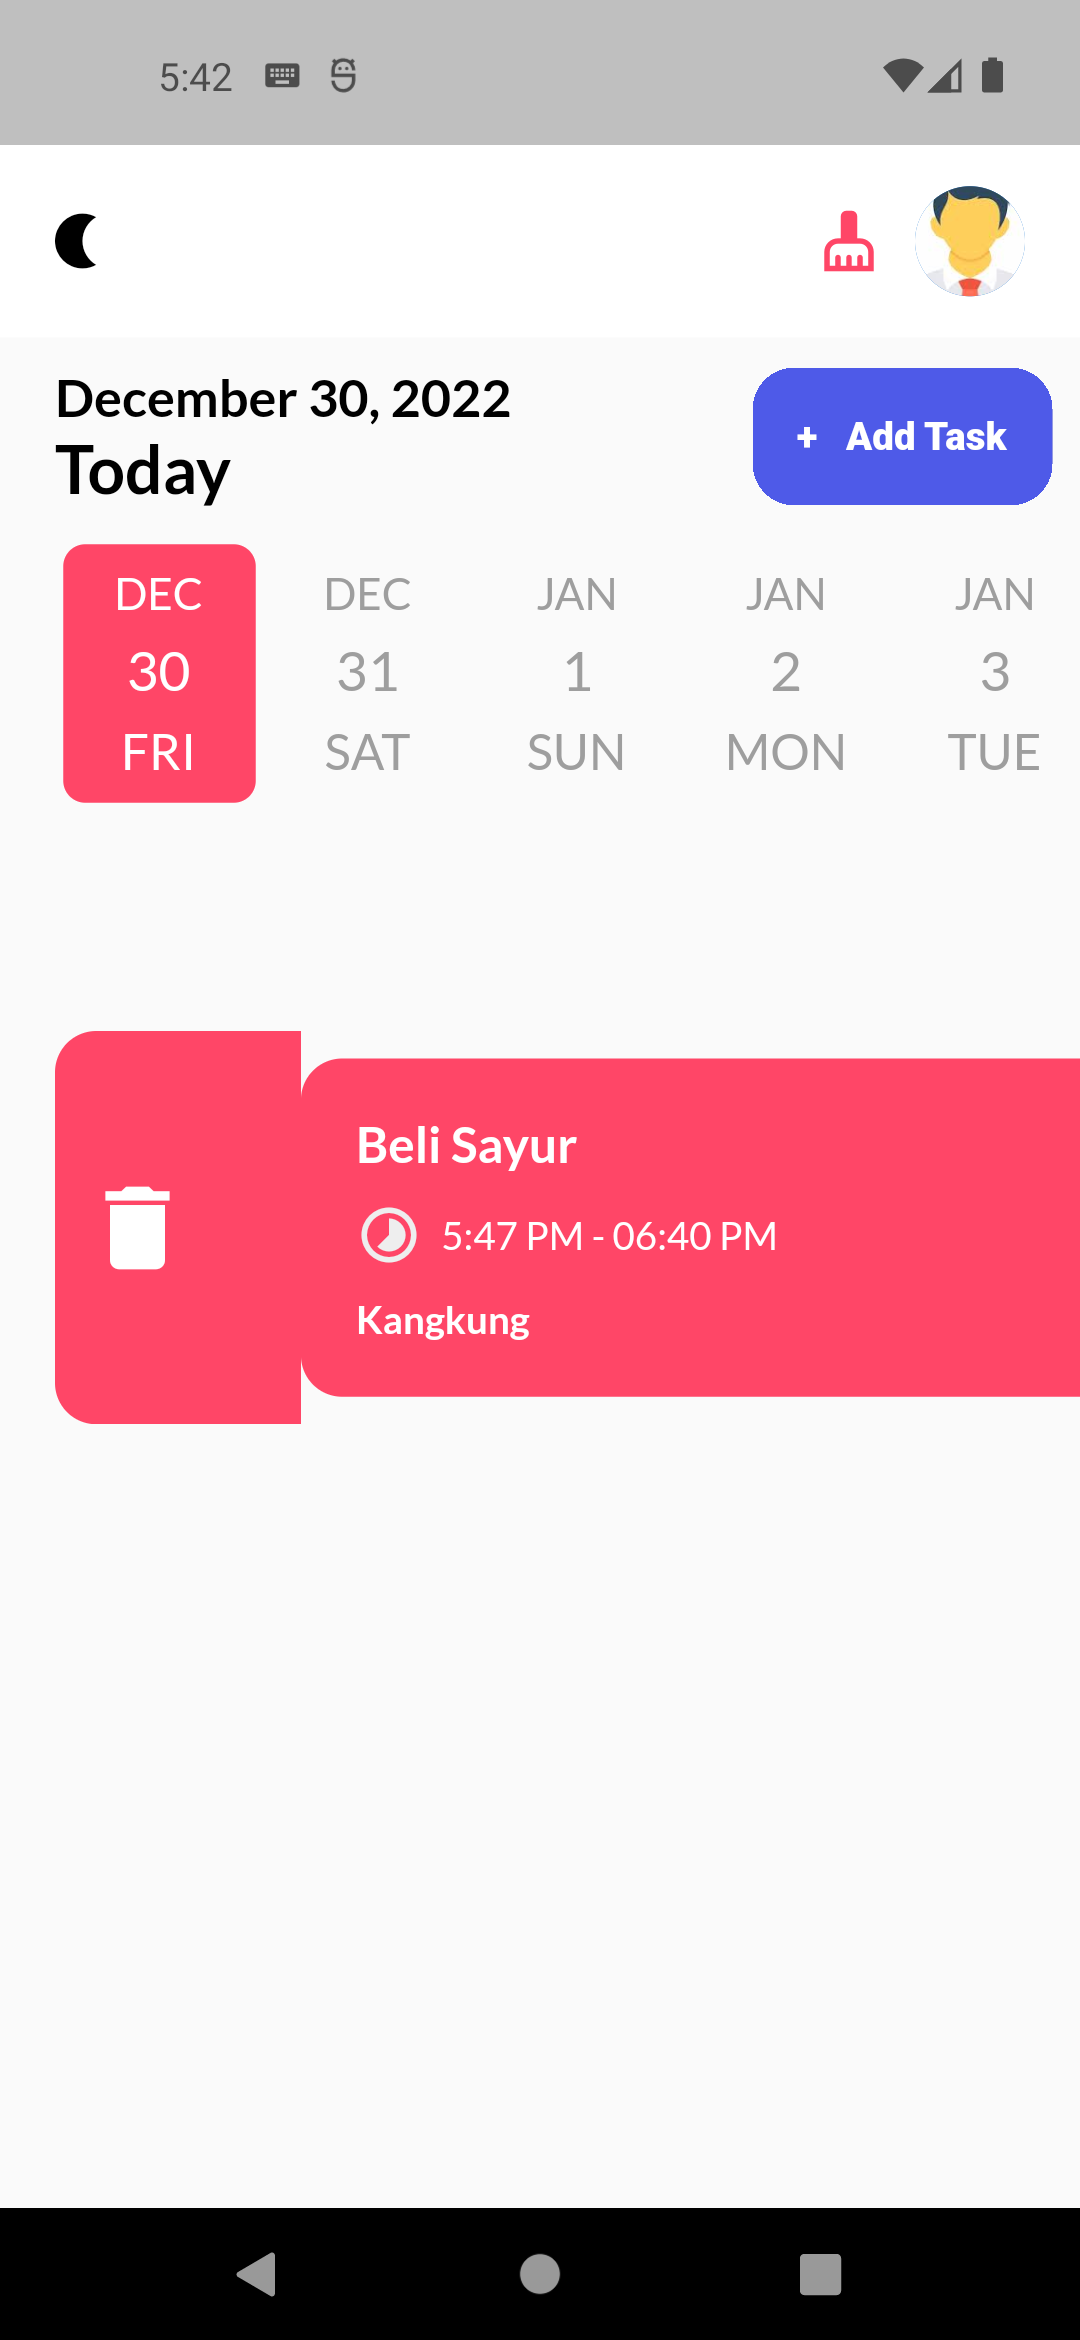 5:42
December 30, 2022
Today
+ Add Task
DEC DEC JAN JAN JAN
30 31 1 2 3
FRI SAT SUN MON TUE
Beli Sayur
5:47 PM - 06:40 PM
Kangkung